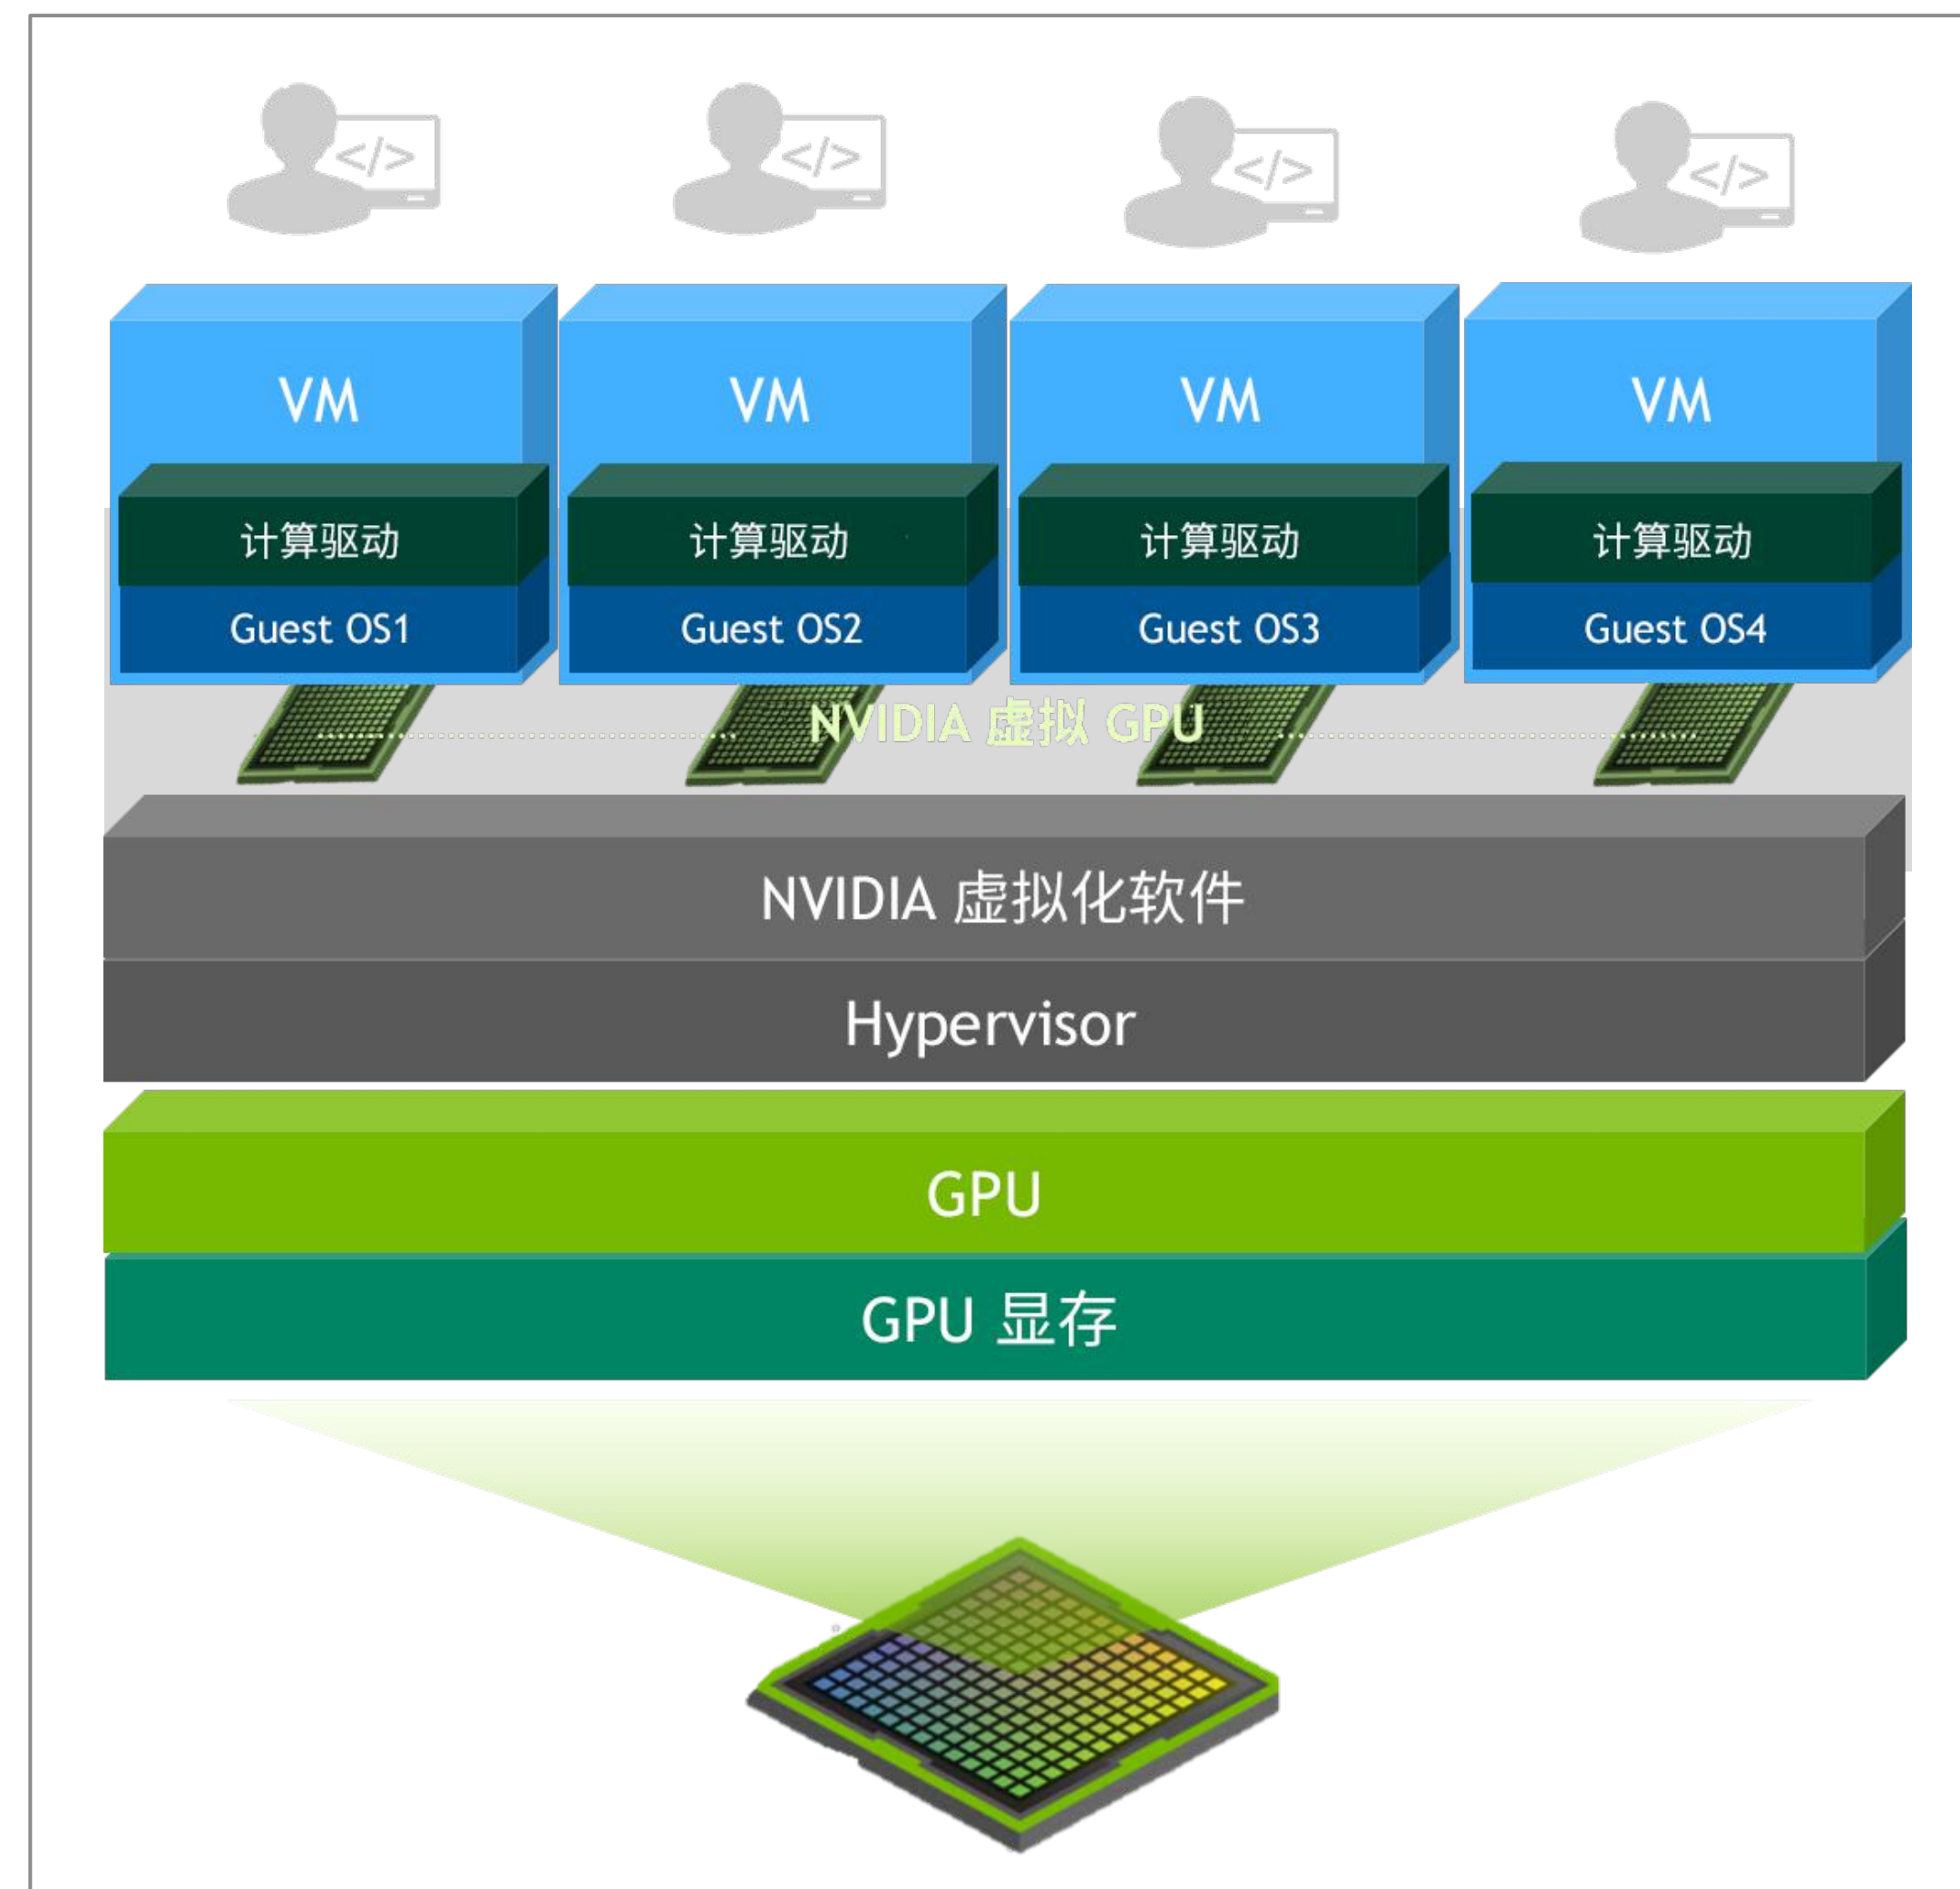 </> </> </> </>
VM VM VM VM
计算驱动 计算驱动 计算驱动 计算驱动
Guest OS1 Guest OS2 Guest OS3 Guest OS4
NVIDIA 虚拟 GPU
NVIDIA 虚拟化软件
Hypervisor
GPU
GPU 显存